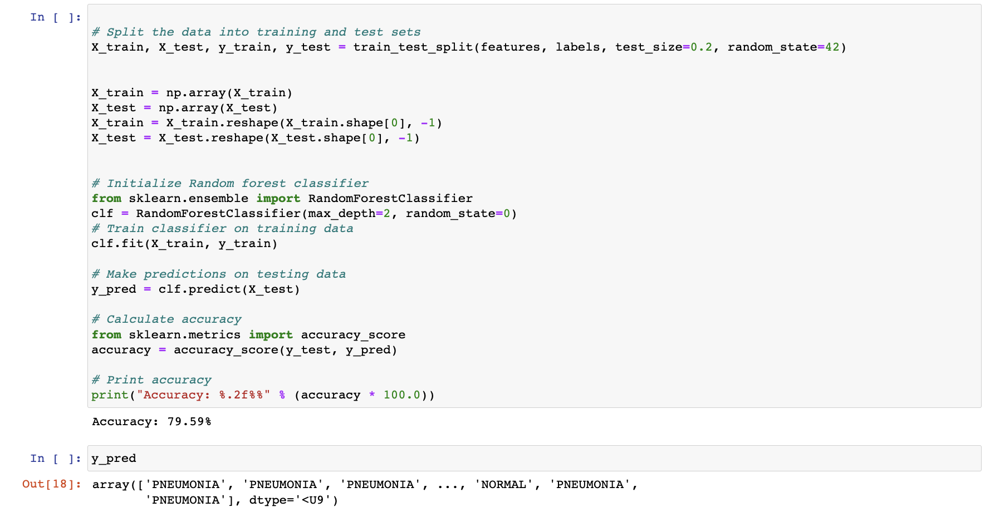 In [ ]:
# Split the data into training and test sets
X_train, X_test, y_train, y_test = train_test_split(features, labels, test_size=0.2, random_state=42)
X_train = np.array(X_train)
X_test = np.array(X_test)
X_train = X_train.reshape(X_train.shape[0], -1)
X_test = X_test.reshape(X_test.shape[0], -1)
# Initialize Random forest classifier
from sklearn.ensemble import RandomForestClassifier
clf = RandomForestClassifier(max_depth=2, random_state=0)
# Train classifier on training data
clf.fit(X_train, y_train)
# Make predictions on testing data
y_pred = clf.predict(X_test)
# Calculate accuracy
from sklearn.metrics import accuracy_score
accuracy = accuracy_score(y_test, y_pred)
# Print accuracy
print("Accuracy: %.2f%%" % (accuracy * 100.0))
Accuracy: 79.59%
In [ ]: y_pred
Out[18]: array(['PNEUMONIA', 'PNEUMONIA', 'PNEUMONIA', ..., 'NORMAL', 'PNEUMONIA',
'PNEUMONIA'], dtype='<U9')